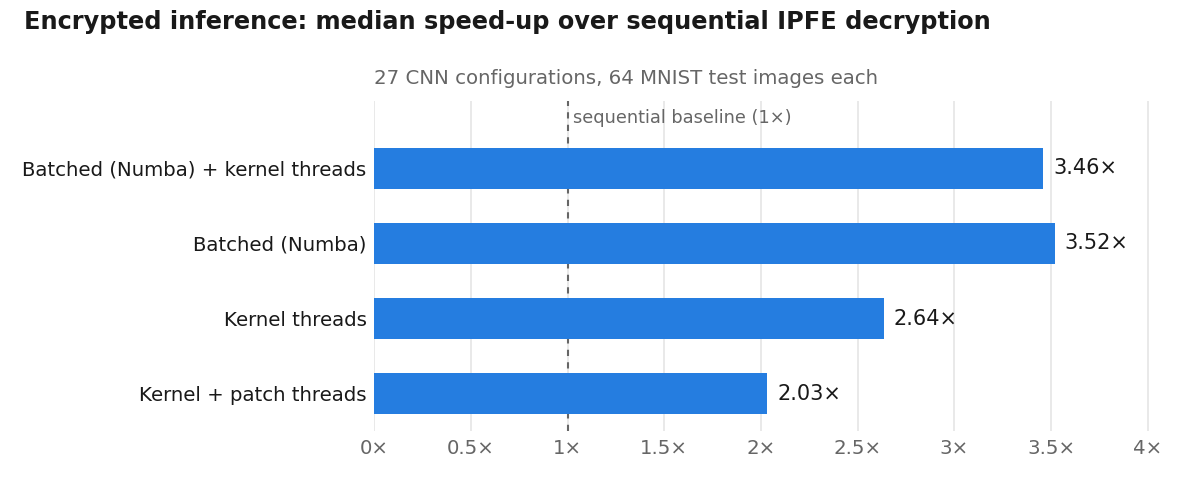 Encrypted inference: median speed-up over sequential IPFE decryption
27 CNN configurations, 64 MNIST test images each
sequential baseline (1×)
Batched (Numba) + kernel threads 3.46×
Batched (Numba) 3.52×
Kernel threads 2.64×
Kernel + patch threads 2.03×
0× 0.5× 1× 1.5× 2× 2.5× 3× 3.5× 4×